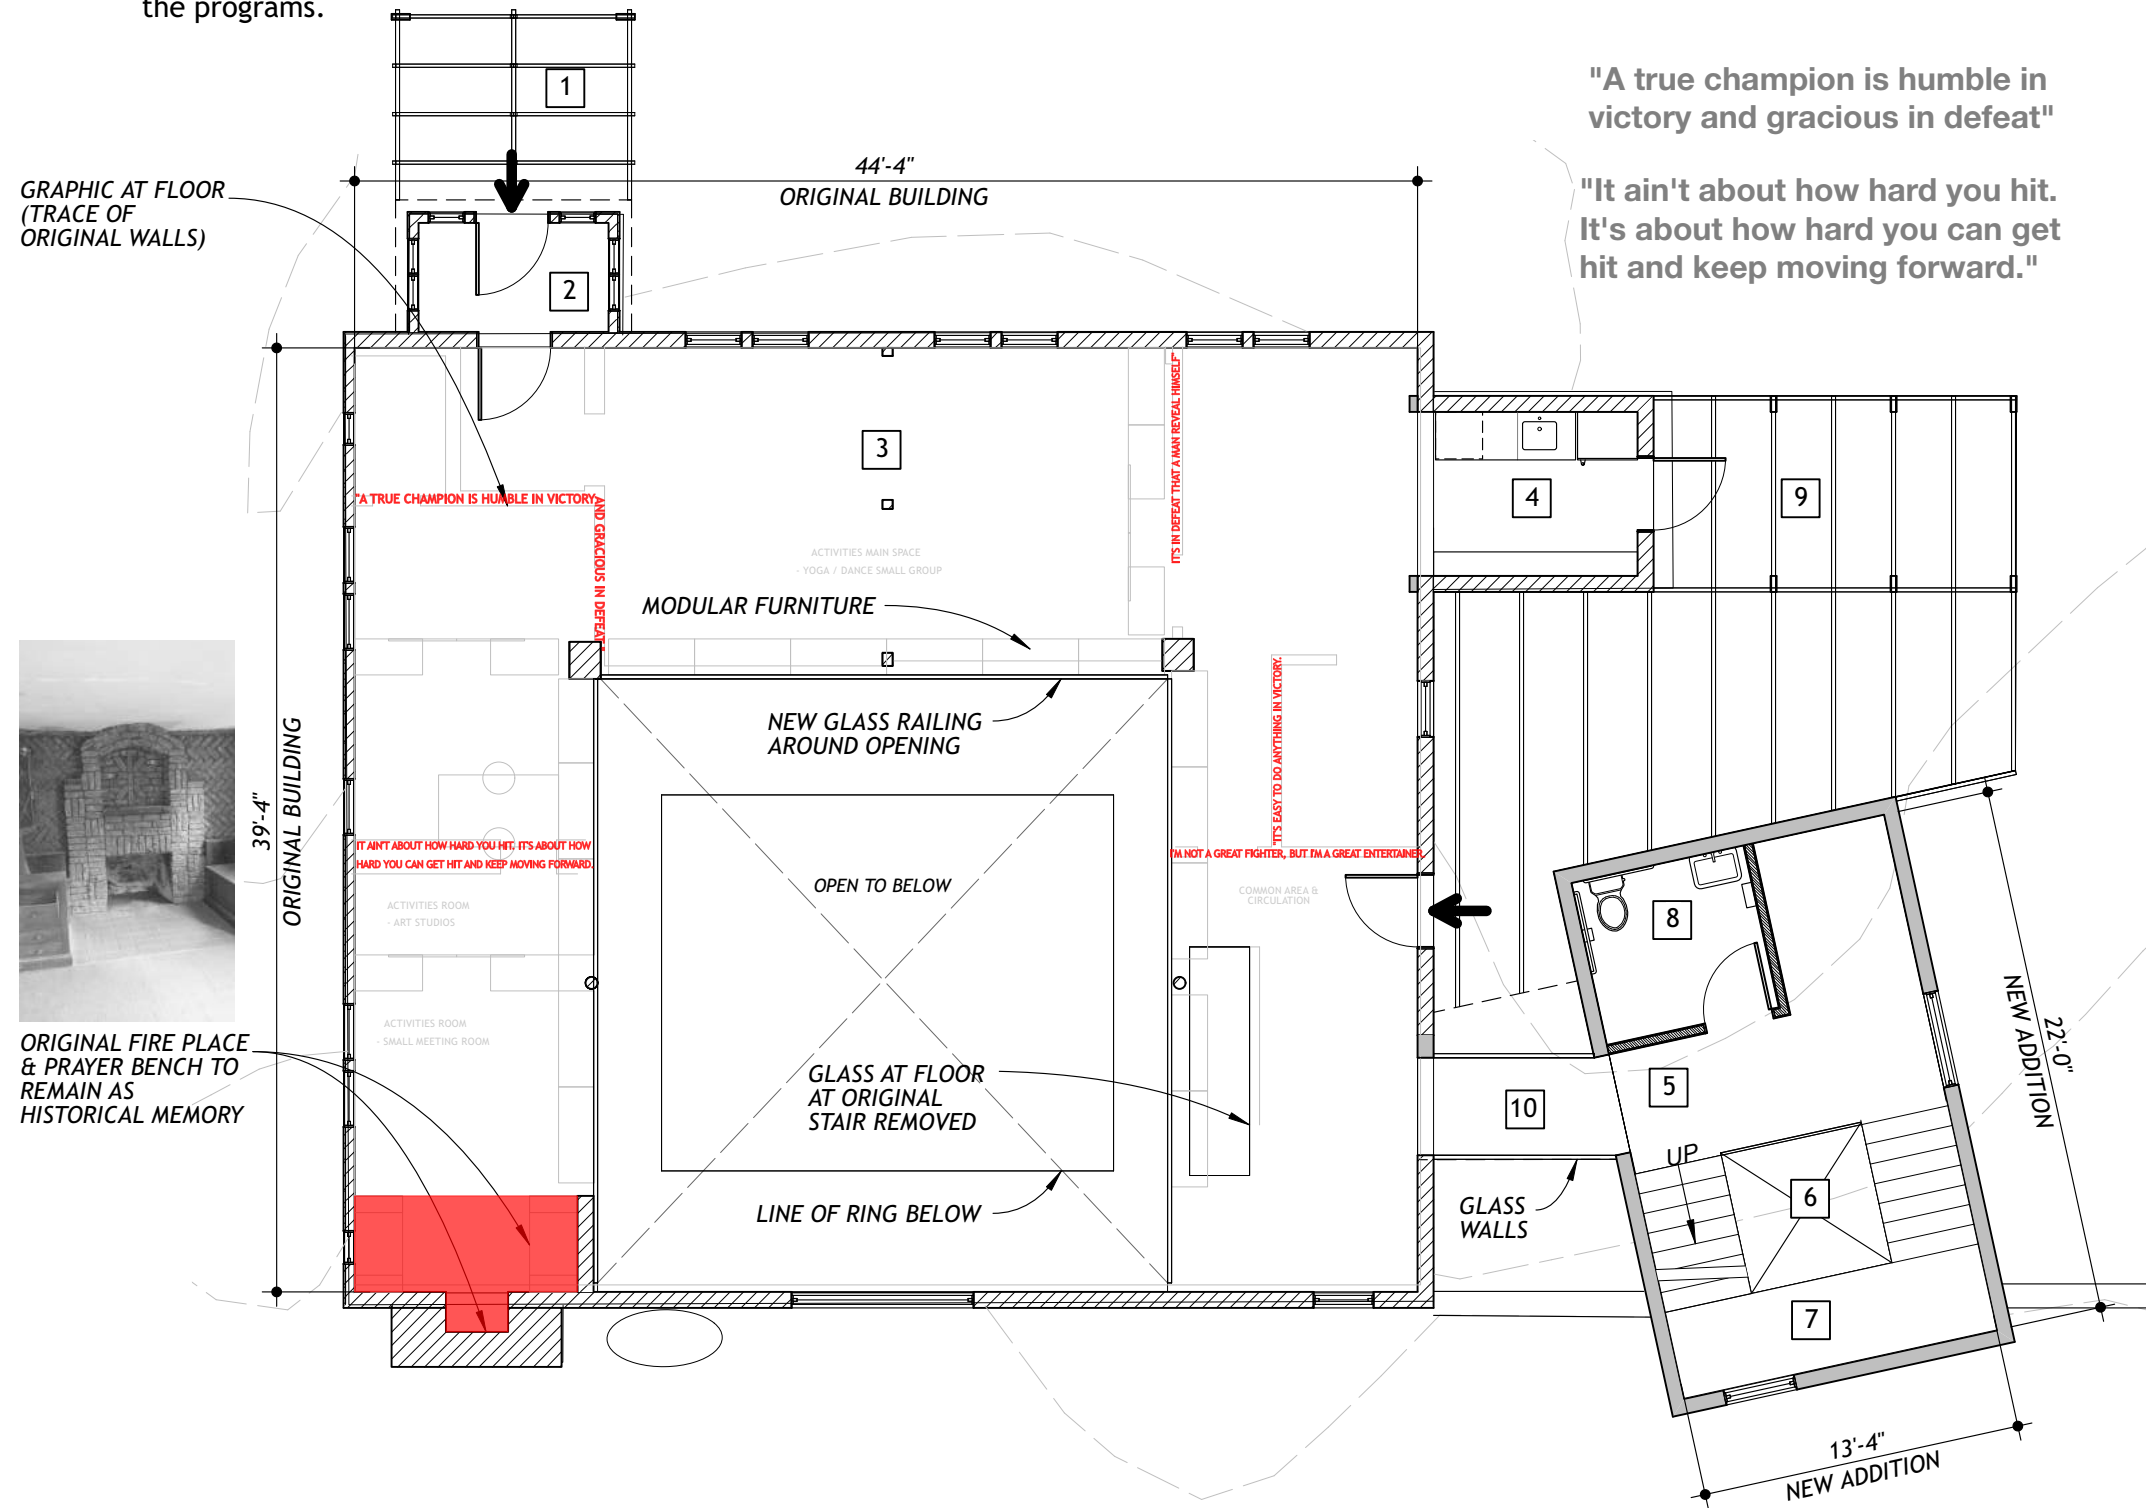 the programs.
"A true champion is humble in
victory and gracious in defeat"
"It ain't about how hard you hit.
It's about how hard you can get
hit and keep moving forward."
1
44'-4"
ORIGINAL BUILDING
GRAPHIC AT FLOOR
(TRACE OF
ORIGINAL WALLS)
2
3
4
9
"A TRUE CHAMPION IS HUMBLE IN VICTORY
AND GRACIOUS IN DEFEAT"
IT'S IN DEFEAT THAT A MAN REVEAL HIMSELF"
ACTIVITIES MAIN SPACE
- YOGA / DANCE SMALL GROUP
MODULAR FURNITURE
"IT'S EASY TO DO ANYTHING IN VICTORY.
NEW GLASS RAILING
AROUND OPENING
39'-4"
ORIGINAL BUILDING
IT AIN'T ABOUT HOW HARD YOU HIT. IT'S ABOUT HOW
HARD YOU CAN GET HIT AND KEEP MOVING FORWARD.
I'M NOT A GREAT FIGHTER, BUT I'M A GREAT ENTERTAINER.
OPEN TO BELOW
COMMON AREA &
CIRCULATION
ACTIVITIES ROOM
- ART STUDIOS
8
ACTIVITIES ROOM
- SMALL MEETING ROOM
ORIGINAL FIRE PLACE
& PRAYER BENCH TO
REMAIN AS
HISTORICAL MEMORY
GLASS AT FLOOR
AT ORIGINAL
STAIR REMOVED
22'-0"
NEW ADDITION
5
10
UP
6
LINE OF RING BELOW
GLASS
WALLS
7
13'-4"
NEW ADDITION